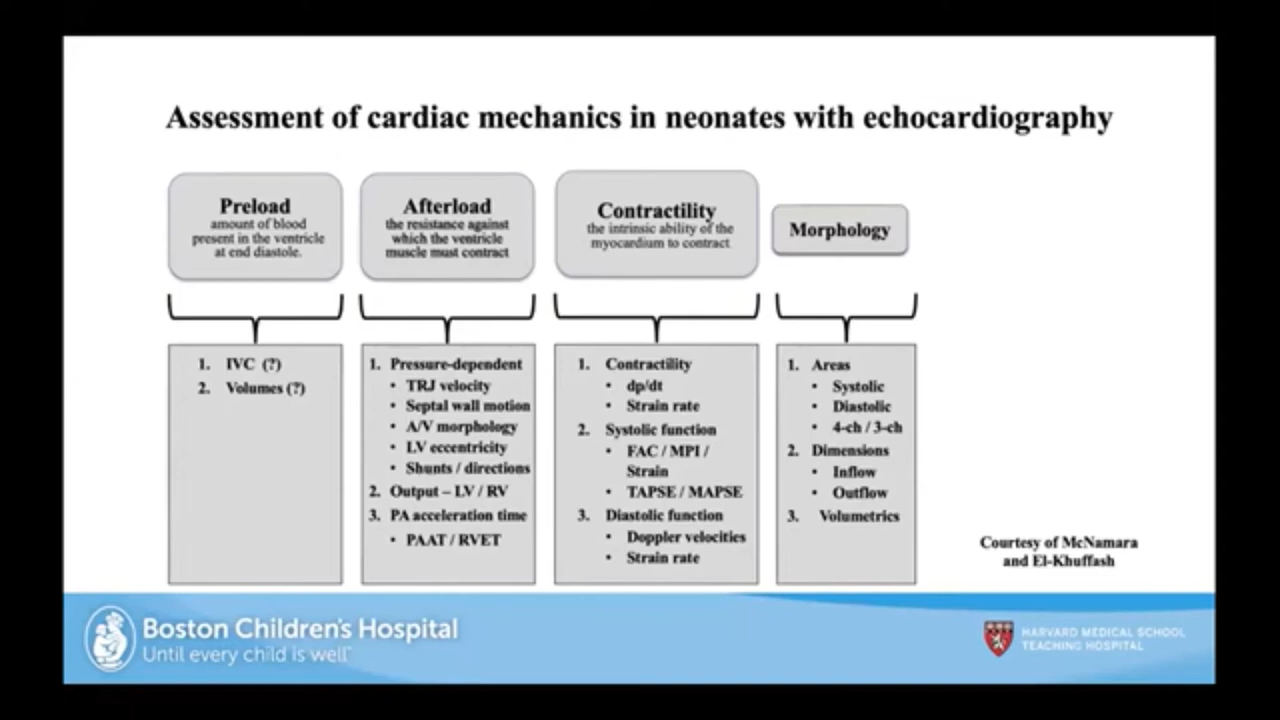 Assessment of cardiac mechanics in neonates with echocardiography
Preload
amount of blood
present in the ventricle
at end diastole.
Afterload
the resistance against
which the ventricle
muscle must contract
Contractility
the intrinsic ability of the
myocardium to contract
Morphology
1. IVC (?)
2. Volumes (?)
1. Pressure-dependent
• TRJ velocity
• Septal wall motion
• A/V morphology
• LV eccentricity
• Shunts / directions
2. Output – LV / RV
3. PA acceleration time
• PAAT / RVET
1. Contractility
• dp/dt
• Strain rate
2. Systolic function
• FAC / MPI /
Strain
• TAPSE / MAPSE
3. Diastolic function
• Doppler velocities
• Strain rate
1. Areas
• Systolic
• Diastolic
• 4-ch / 3-ch
2. Dimensions
• Inflow
• Outflow
3. Volumetrics
Courtesy of McNamara
and El-Khuffash
Boston Children's Hospital
Until every child is well™
HARVARD MEDICAL SCHOOL
TEACHING HOSPITAL